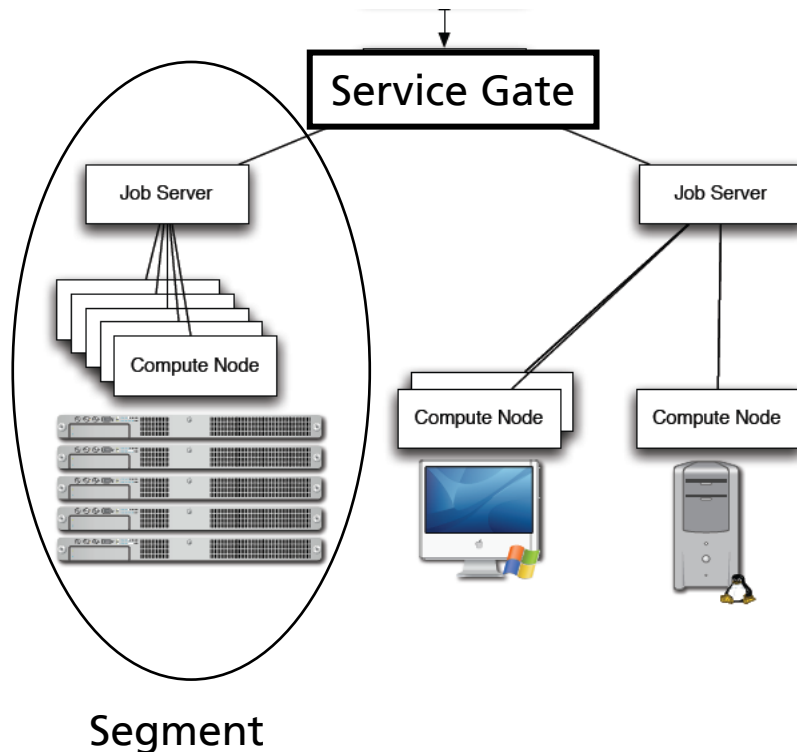 Service Gate
Job Server
Job Server
Compute Node
Compute Node
Compute Node
Segment